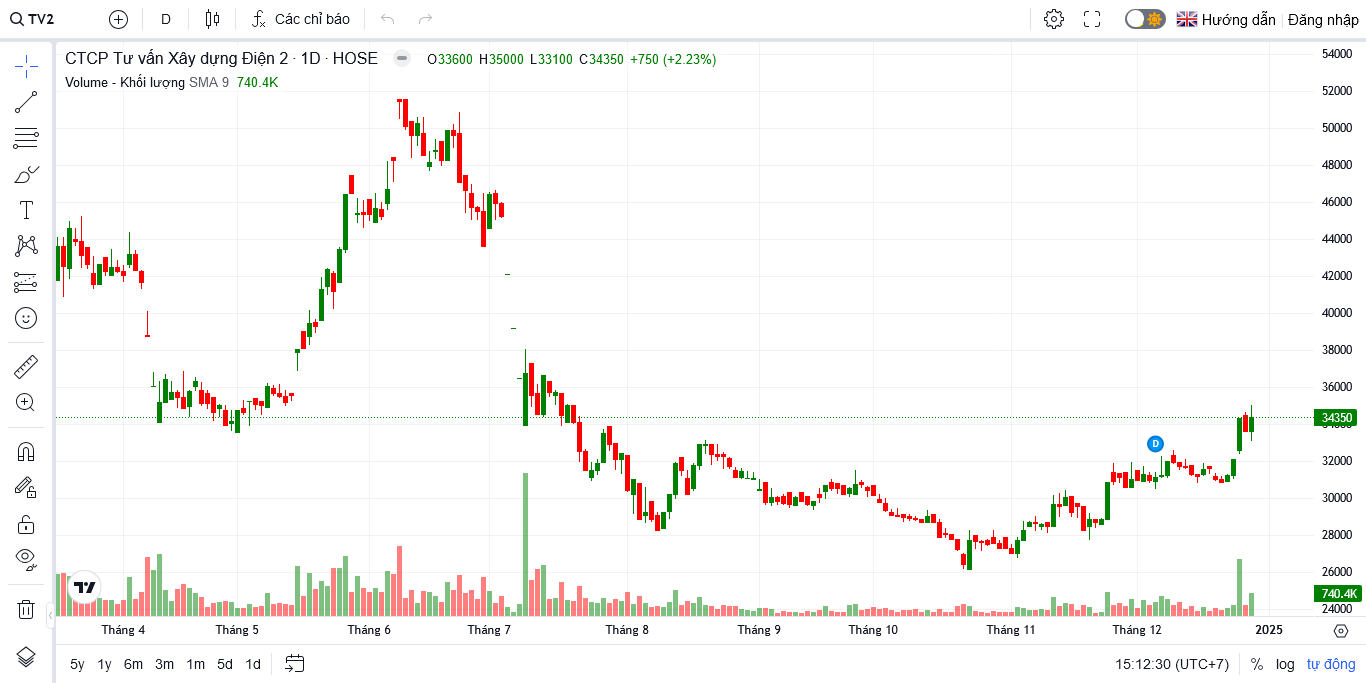 TV2 D Các chỉ báo Hướng dẫn Đăng nhập
CTCP Tư vấn Xây dựng Điện 2 · 1D · HOSE O33600 H35000 L33100 C34350 +750 (+2.23%)
Volume - Khối lượng SMA 9 740.4K
54000
52000
50000
48000
46000
44000
42000
40000
38000
36000
34350
34000
32000
30000
28000
26000
740.4K
24000
D
Tháng 4 Tháng 5 Tháng 6 Tháng 7 Tháng 8 Tháng 9 Tháng 10 Tháng 11 Tháng 12 2025
5y 1y 6m 3m 1m 5d 1d 15:12:30 (UTC+7) % log tự động